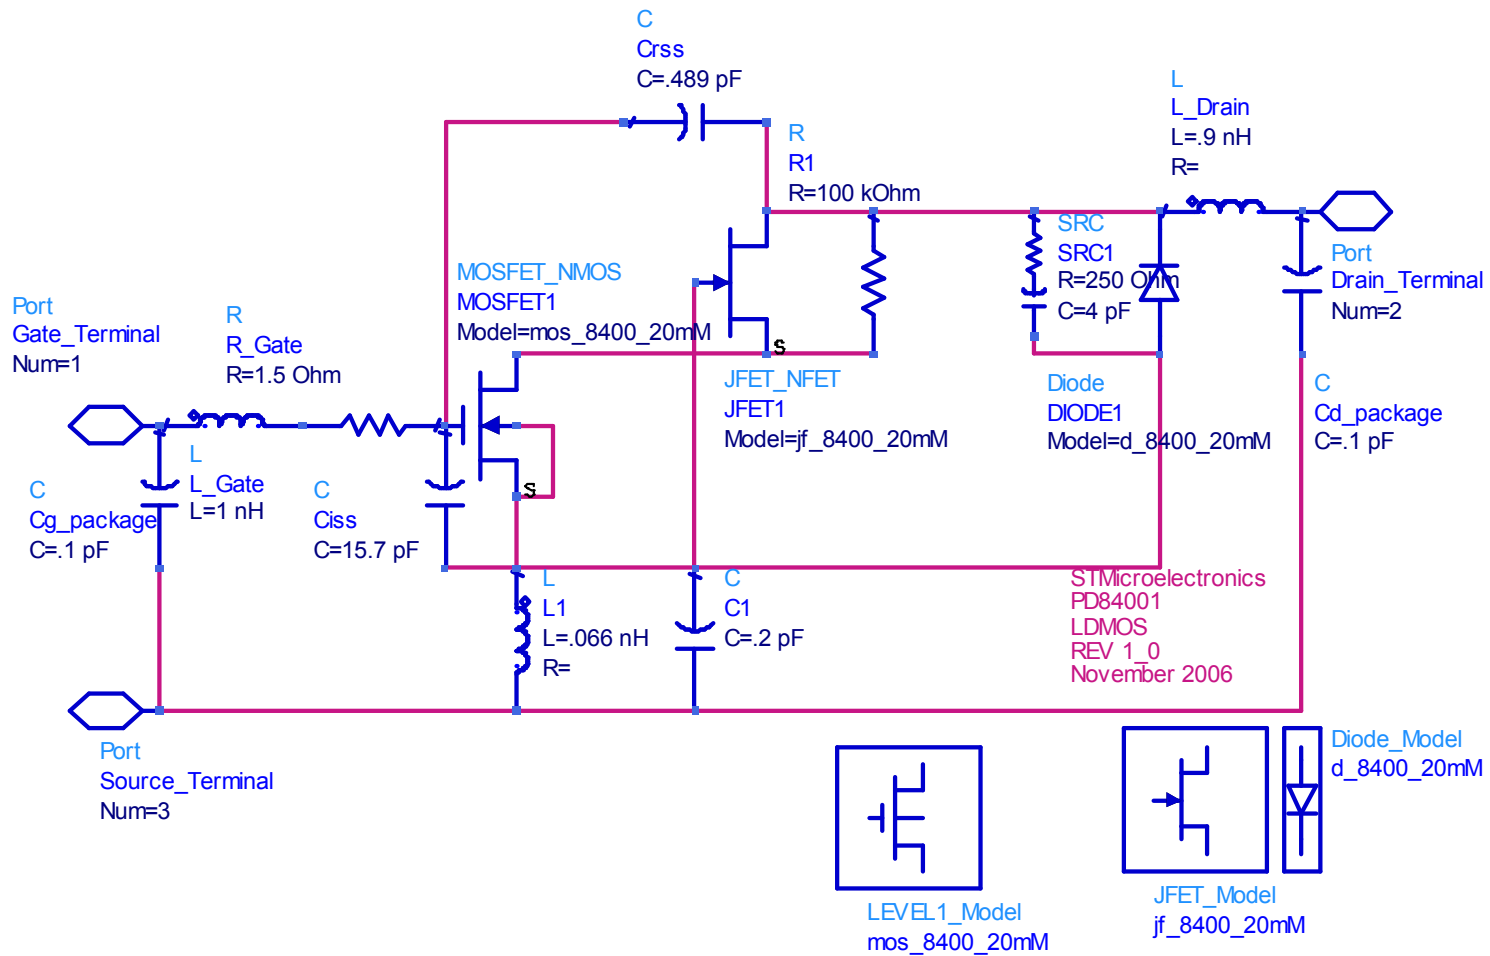 C
Crss
C=.489 pF
L
L_Drain
L=.9 nH
R=
R
R1
R=100 kOhm
SRC
SRC1
R=250 Ohm
C=4 pF
Port
Drain_Terminal
Num=2
MOSFET_NMOS
MOSFET1
Model=mos_8400_20mM
Port
Gate_Terminal
Num=1
R
R_Gate
R=1.5 Ohm
S
JFET_NFET
JFET1
Model=jf_8400_20mM
Diode
DIODE1
Model=d_8400_20mM
C
Cd_package
C=.1 pF
L
L_Gate
L=1 nH
C
Cg_package
C=.1 pF
C
Ciss
C=15.7 pF
S
L
L1
L=.066 nH
R=
C
C1
C=.2 pF
STMicroelectronics
PD84001
LDMOS
REV 1_0
November 2006
Port
Source_Terminal
Num=3
Diode_Model
d_8400_20mM
JFET_Model
jf_8400_20mM
LEVEL1_Model
mos_8400_20mM